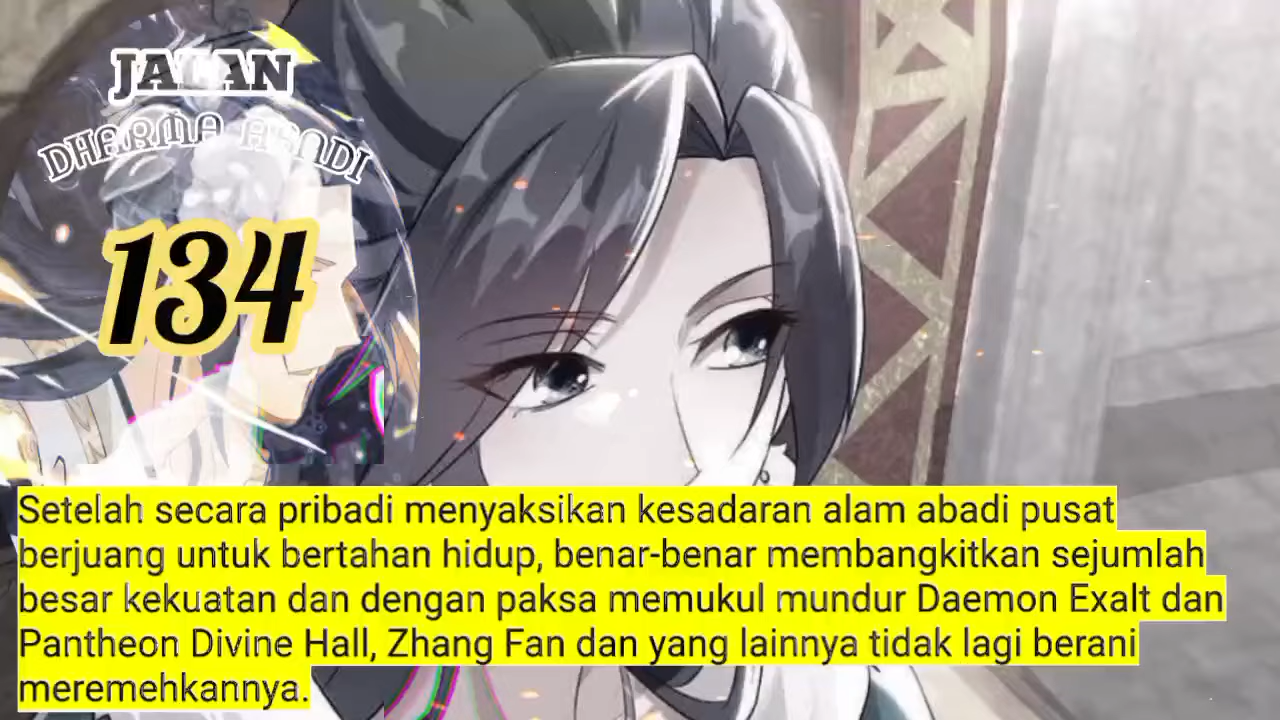 JALAN
DHARMA ABADI
134
Setelah secara pribadi menyaksikan kesadaran alam abadi pusat
berjuang untuk bertahan hidup, benar-benar membangkitkan sejumlah
besar kekuatan dan dengan paksa memukul mundur Daemon Exalt dan
Pantheon Divine Hall, Zhang Fan dan yang lainnya tidak lagi berani
meremehkannya.